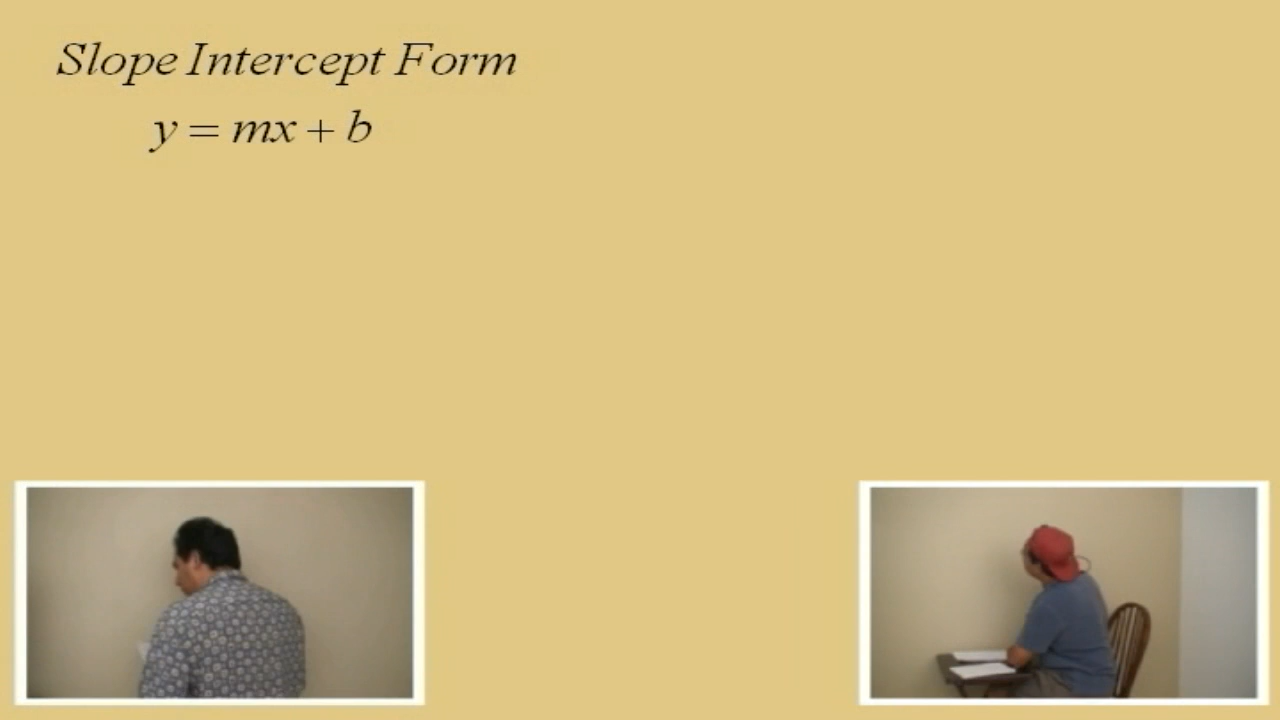 Slope Intercept Form
y = mx + b